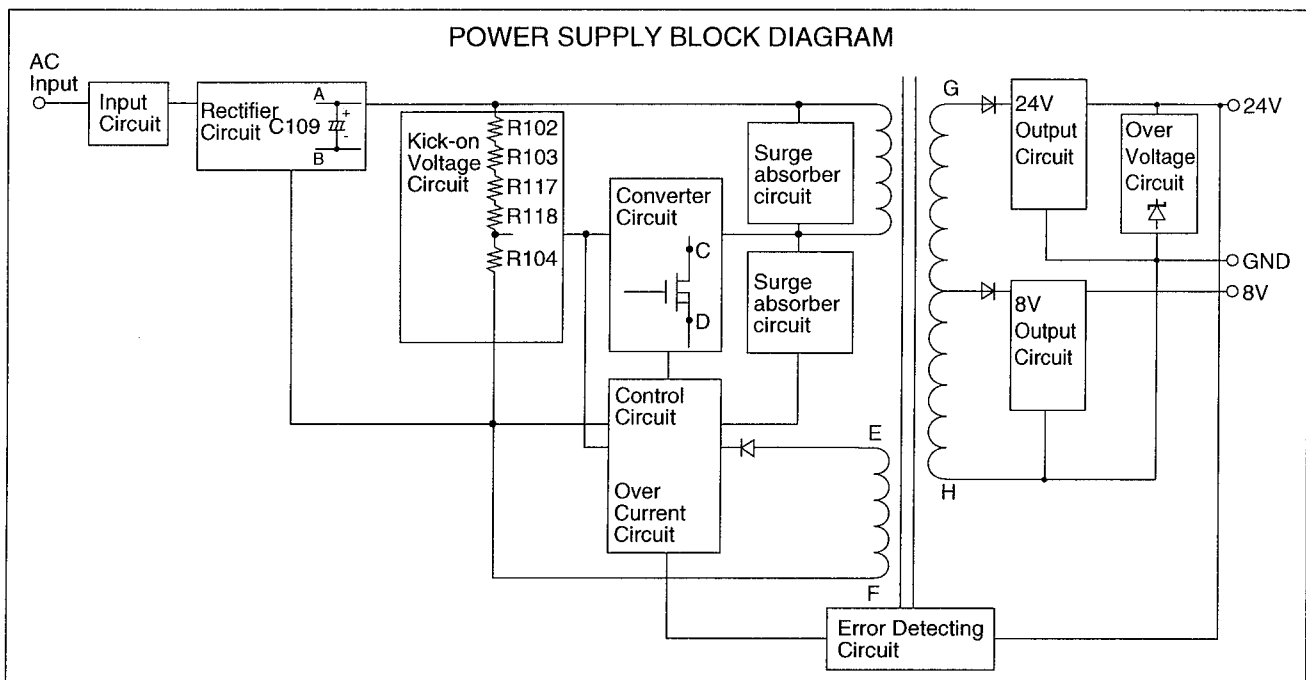 POWER SUPPLY BLOCK DIAGRAM
AC
Input
Input
Circuit
Rectifier
Circuit
A
C109
+
-
B
Kick-on
Voltage
Circuit
R102
R103
R117
R118
R104
Converter
Circuit
C
D
Surge
absorber
circuit
Surge
absorber
circuit
Control
Circuit
Over
Current
Circuit
E
F
G
H
24V
Output
Circuit
Over
Voltage
Circuit
8V
Output
Circuit
24V
GND
8V
Error Detecting
Circuit